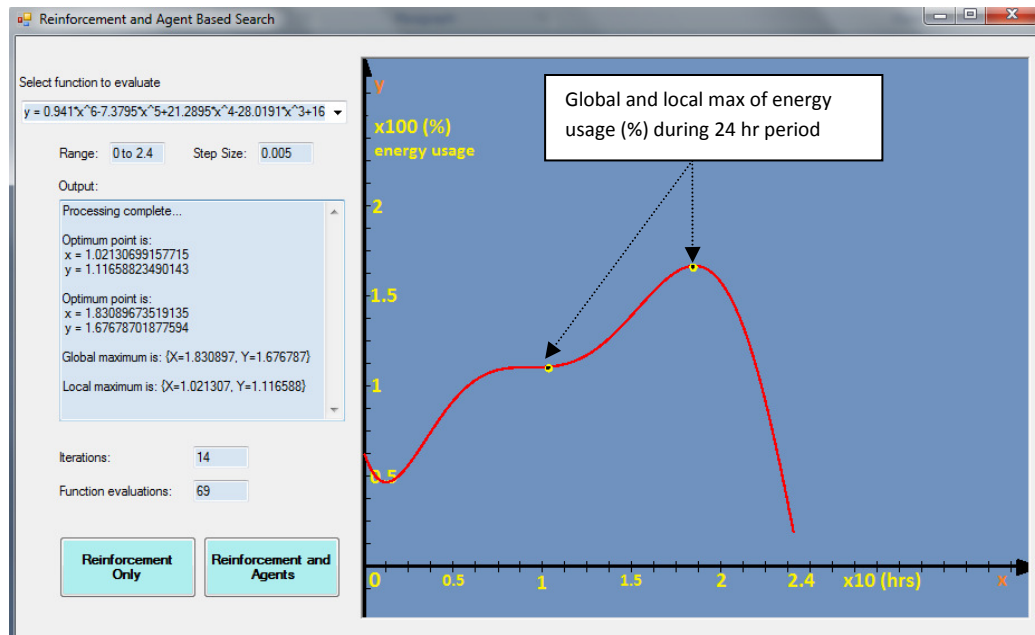 Reinforcement and Agent Based Search
Select function to evaluate
y = 0.941*x^6-7.3795*x^5+21.2895*x^4-28.0191*x^3+16
Range: 0 to 2.4 Step Size: 0.005
Output:
Processing complete...
Optimum point is:
x = 1.02130699157715
y = 1.11658823490143
Optimum point is:
x = 1.83089673519135
y = 1.67678701877594
Global maximum is: {X=1.830897, Y=1.676787}
Local maximum is: {X=1.021307, Y=1.116588}
Iterations: 14
Function evaluations: 69
Reinforcement
Only
Reinforcement and
Agents
y
x100 (%)
energy usage
Global and local max of energy
usage (%) during 24 hr period
2
1.5
1
0.5
0 0.5 1 1.5 2 2.4 x10 (hrs) x